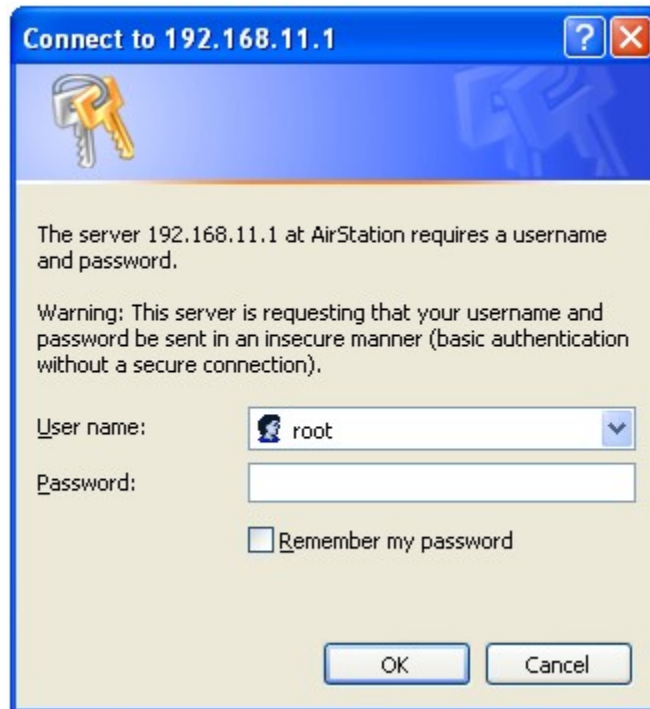 Connect to 192.168.11.1
The server 192.168.11.1 at AirStation requires a username
and password.
Warning: This server is requesting that your username and
password be sent in an insecure manner (basic authentication
without a secure connection).
User name:
root
Password:
Remember my password
OK
Cancel